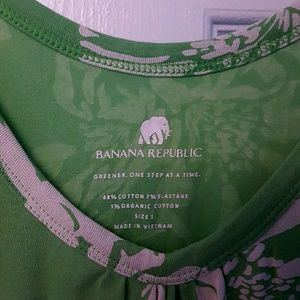 BANANA REPUBLIC
GREENER, ONE STEP AT A TIME.
88% COTTON 7% ELASTANE
5% ORGANIC COTTON
SIZE
MADE IN VIETNAM